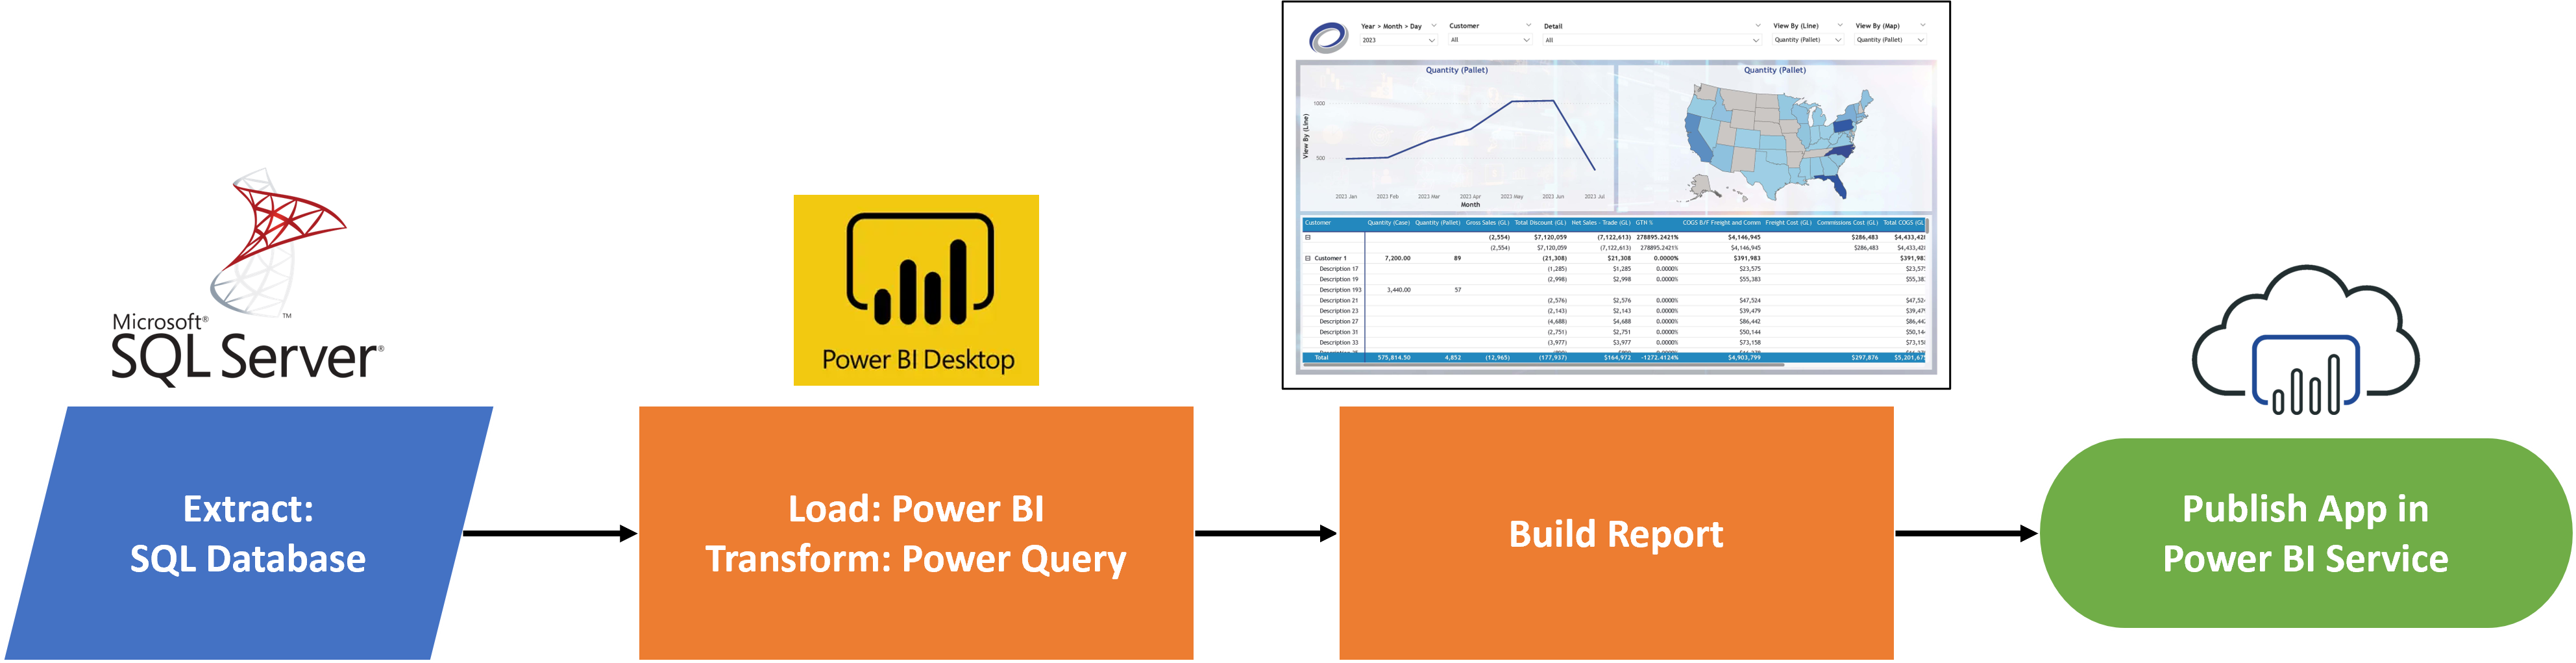 Year > Month > Day
Customer
Detail
View By (Line)
View By (Map)
2023
All
All
Quantity (Pallet)
Quantity (Pallet)
Quantity (Pallet)
Quantity (Pallet)
View By (Line)
1000
500
2023 Jan
2023 Feb
2023 Mar
2023 Apr
2023 May
2023 Jun
2023 Jul
Month
Customer Quantity (Case) Quantity (Pallet) Gross Sales (GL) Total Discount (GL) Net Sales - Trade (GL) GTN % COGS B/F Freight and Comm Freight Cost (GL) Commissions Cost (GL) Total COGS (GL)
(2,554) $7,120,059 (7,122,613) 278895.2421% $4,146,945 $286,483 $4,433,428
(2,554) $7,120,059 (7,122,613) 278895.2421% $4,146,945 $286,483 $4,433,428
Customer 1 7,200.00 89 (21,308) $21,308 0.0000% $391,983 $391,98
Description 17 (1,285) $1,285 0.0000% $23,575 $23,57
Description 19 (2,998) $2,998 0.0000% $55,383 $55,38
Description 193 3,440.00 57
Description 21 (2,576) $2,576 0.0000% $47,524 $47,52
Description 23 (2,143) $2,143 0.0000% $39,479 $39,47
Description 27 (4,688) $4,688 0.0000% $86,442 $86,44
Description 31 (2,751) $2,751 0.0000% $50,144 $50,14
Description 33 (3,977) $3,977 0.0000% $73,158 $73,15
Total 575,814.50 4,852 (12,965) (177,937) $164,972 -1272.4124% $4,903,799 $297,876 $5,201,67
Microsoft®
SQL Server®
TM
Power BI Desktop
Extract:
SQL Database
Load: Power BI
Transform: Power Query
Build Report
Publish App in
Power BI Service